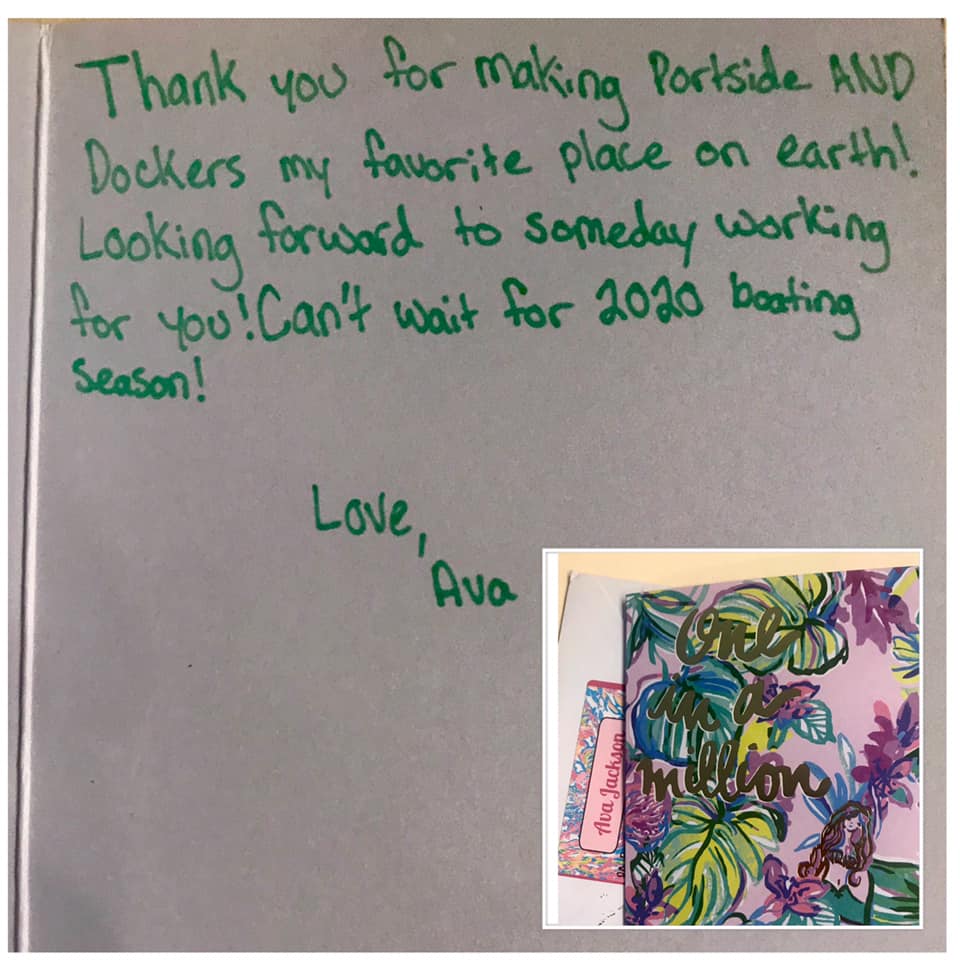 Thank you for making Portside AND
Dockers my favorite place on earth!
Looking forward to someday working
for you! Can't wait for 2020 boating
season!
Love,
Ava
One
in a
million
Ava Jackson